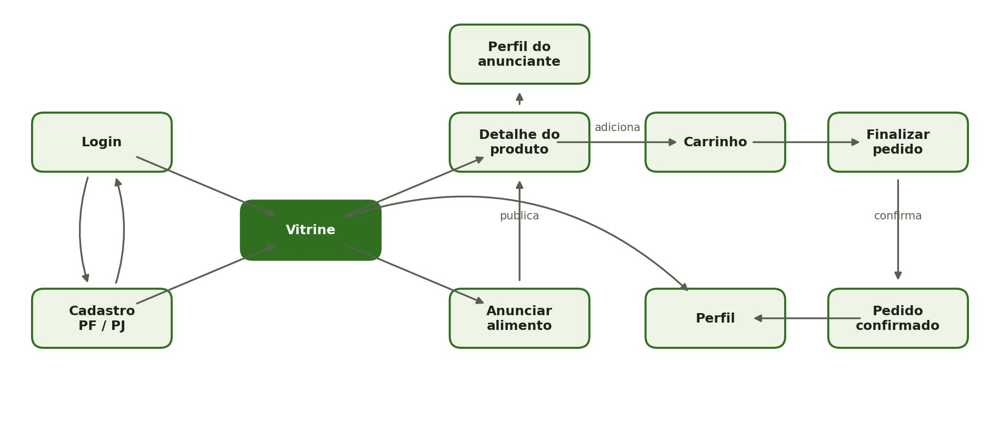 Perfil do
anunciante
Login
Detalhe do
produto
adiciona
Carrinho
Finalizar
pedido
Vitrine
publica
confirma
Cadastro
PF / PJ
Anunciar
alimento
Perfil
Pedido
confirmado